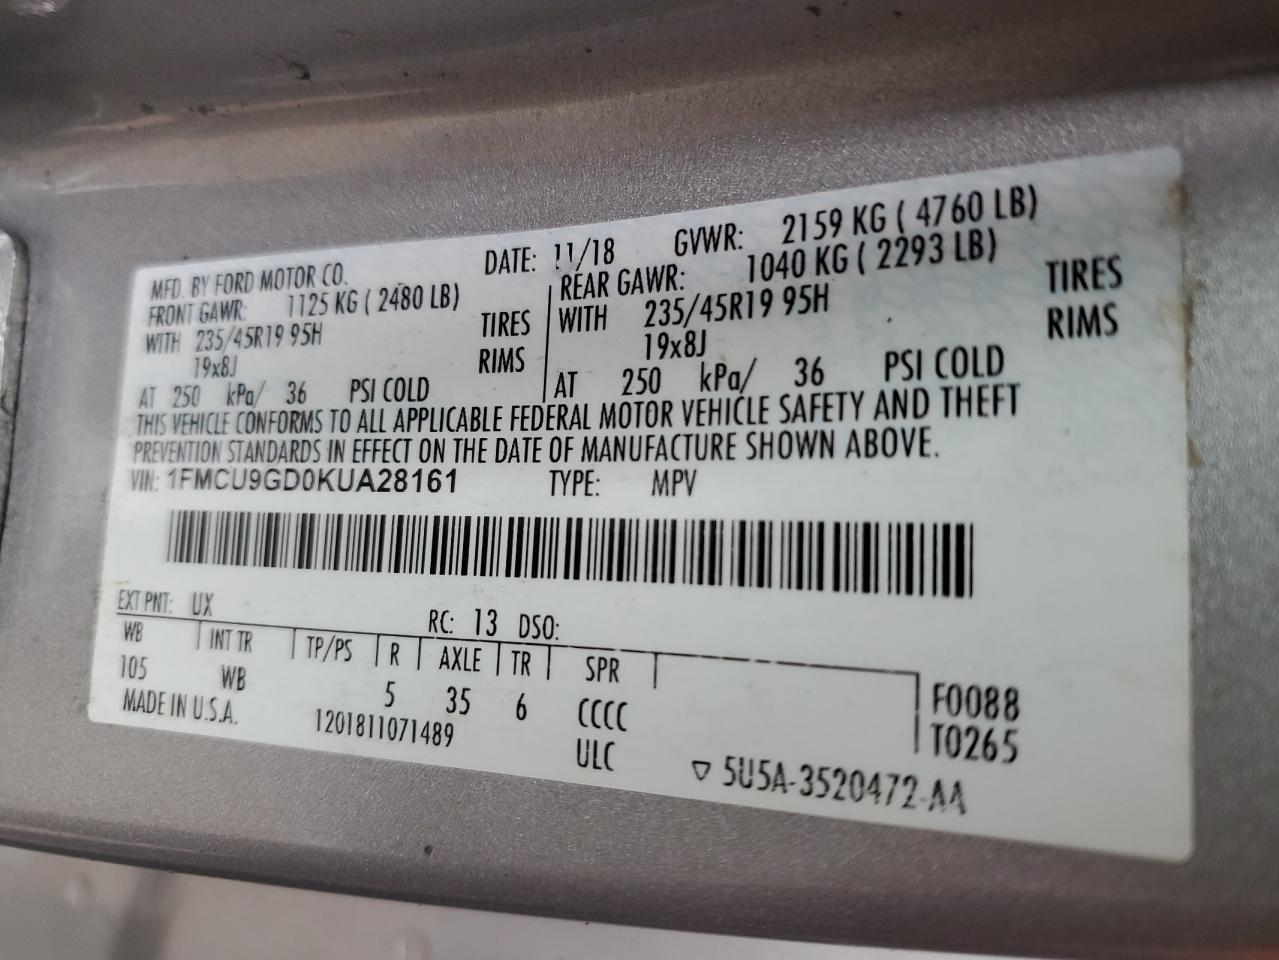 MFD. BY FORD MOTOR CO. DATE: 11/18 GVWR: 2159 KG ( 4760 LB)
FRONT GAWR: 1125 KG ( 2480 LB) REAR GAWR: 1040 KG ( 2293 LB)
WITH 235/45R19 95H TIRES WITH 235/45R19 95H TIRES
19x8J RIMS 19x8J RIMS
AT 250 kPa/ 36 PSI COLD AT 250 kPa/ 36 PSI COLD
THIS VEHICLE CONFORMS TO ALL APPLICABLE FEDERAL MOTOR VEHICLE SAFETY AND THEFT
PREVENTION STANDARDS IN EFFECT ON THE DATE OF MANUFACTURE SHOWN ABOVE.
VIN: 1FMCU9GD0KUA28161 TYPE: MPV
EXT PNT: UX RC: 13 DSO:
WB INT TR TP/PS R AXLE TR SPR
105 WB 5 35 6 CCCC F0088
MADE IN U.S.A. 1201811071489 ULC T0265
5U5A-3520472-AA